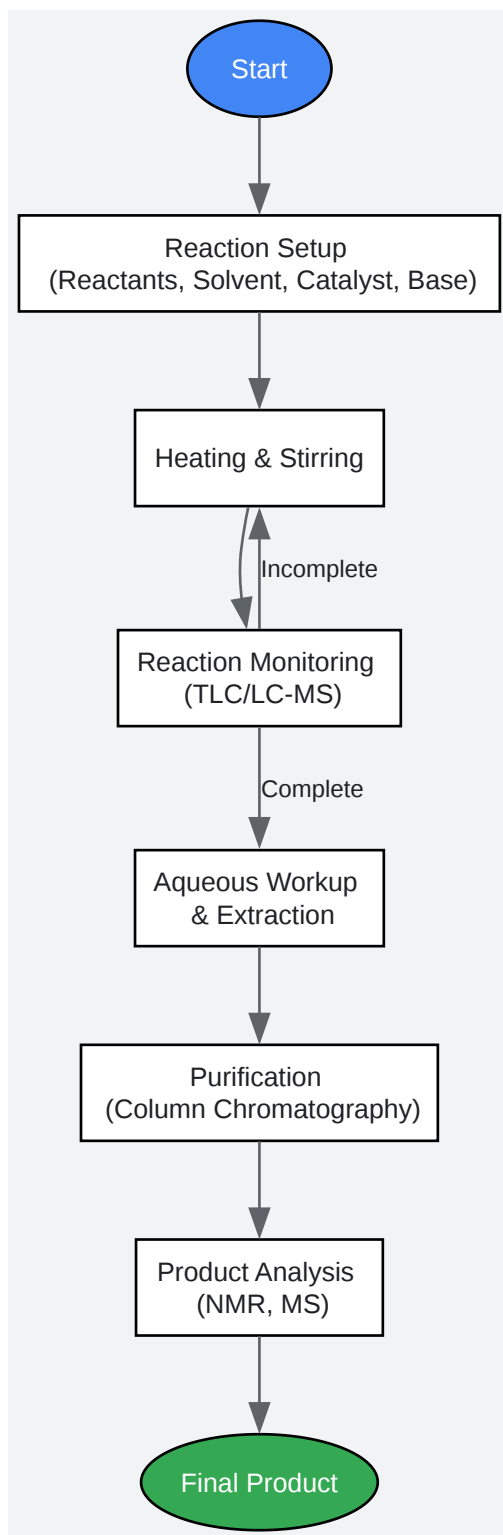 Start
Reaction Setup
(Reactants, Solvent, Catalyst, Base)
Heating & Stirring
Incomplete
Reaction Monitoring
(TLC/LC-MS)
Complete
Aqueous Workup
& Extraction
Purification
(Column Chromatography)
Product Analysis
(NMR, MS)
Final Product